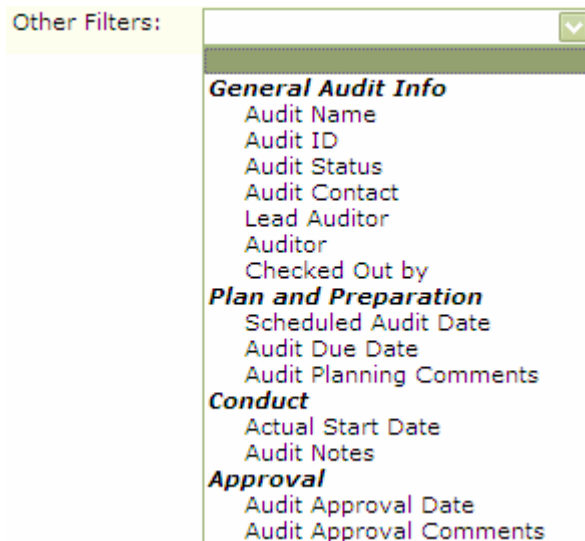 Other Filters:
General Audit Info
Audit Name
Audit ID
Audit Status
Audit Contact
Lead Auditor
Auditor
Checked Out by
Plan and Preparation
Scheduled Audit Date
Audit Due Date
Audit Planning Comments
Conduct
Actual Start Date
Audit Notes
Approval
Audit Approval Date
Audit Approval Comments